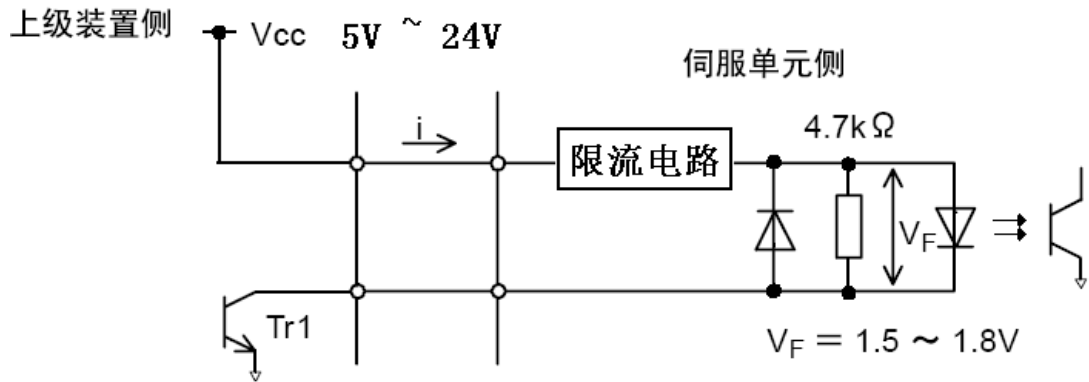 上级装置侧 Vcc 5V ~ 24V
伺服单元侧
4.7kΩ
i
限流电路
VF
Tr1
VF = 1.5 ~ 1.8V